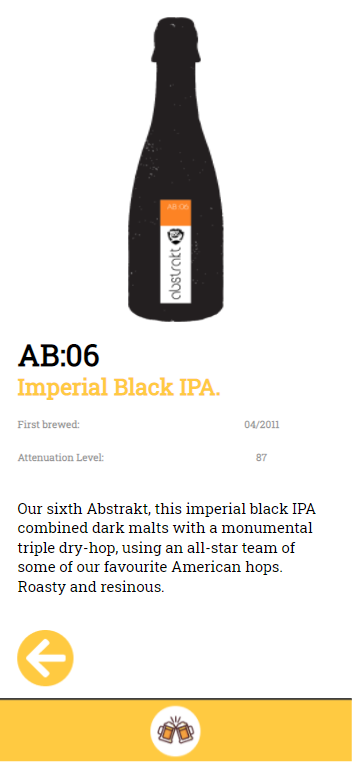 AB:06
abstrakt
AB:06
Imperial Black IPA.
First brewed: 04/2011
Attenuation Level: 87
Our sixth Abstrakt, this imperial black IPA
combined dark malts with a monumental
triple dry-hop, using an all-star team of
some of our favourite American hops.
Roasty and resinous.